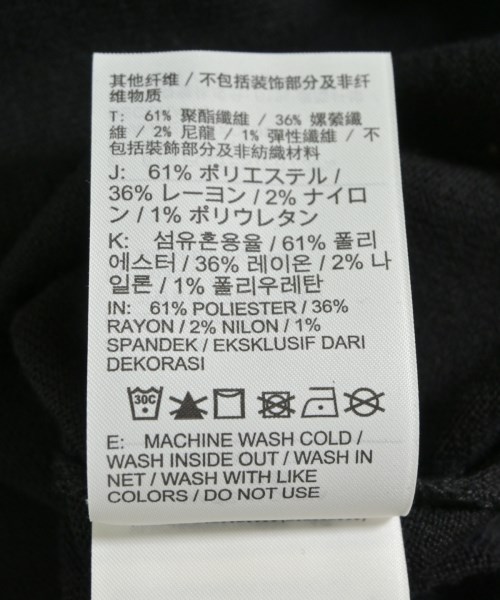 其他纤维 / 不包括装饰部分及非纤
维物质
T: 61% 聚酯纖維 / 36% 嫘縈纖
維 / 2% 尼龍 / 1% 彈性纖維 / 不
包括裝飾部分及非紡織材料
J: 61% ポリエステル /
36% レーヨン / 2% ナイロ
ン / 1% ポリウレタン
K: 섬유혼용율 / 61% 폴리
에스터 / 36% 레이온 / 2% 나
일론 / 1% 폴리우레탄
IN: 61% POLIESTER / 36%
RAYON / 2% NILON / 1%
SPANDEK / EKSKLUSIF DARI
DEKORASI
30C
E: MACHINE WASH COLD /
WASH INSIDE OUT / WASH IN
NET / WASH WITH LIKE
COLORS / DO NOT USE